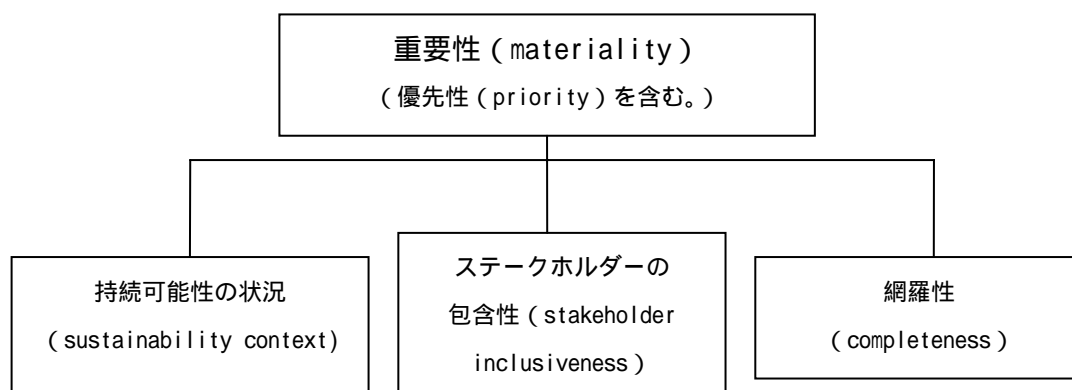 重要性(materiality)
(優先性(priority)を含む。)
持続可能性の状況
(sustainability context)
ステークホルダーの
包含性(stakeholder
inclusiveness)
網羅性
(completeness)